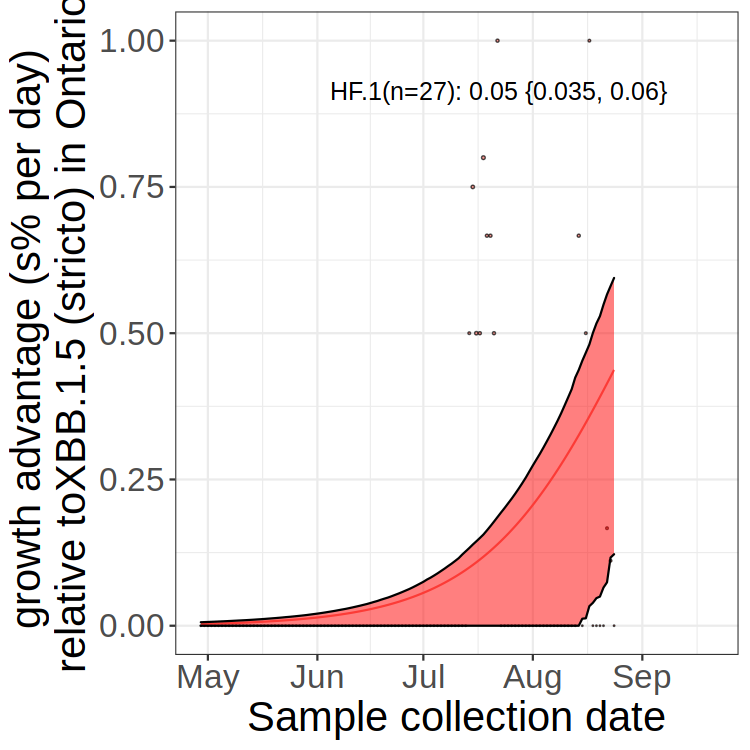 growth advantage (s% per day)
relative toXBB.1.5 (stricto) in Ontario
1.00
0.75
0.50
0.25
0.00
HF.1(n=27): 0.05 {0.035, 0.06}
May Jun Jul Aug Sep
Sample collection date